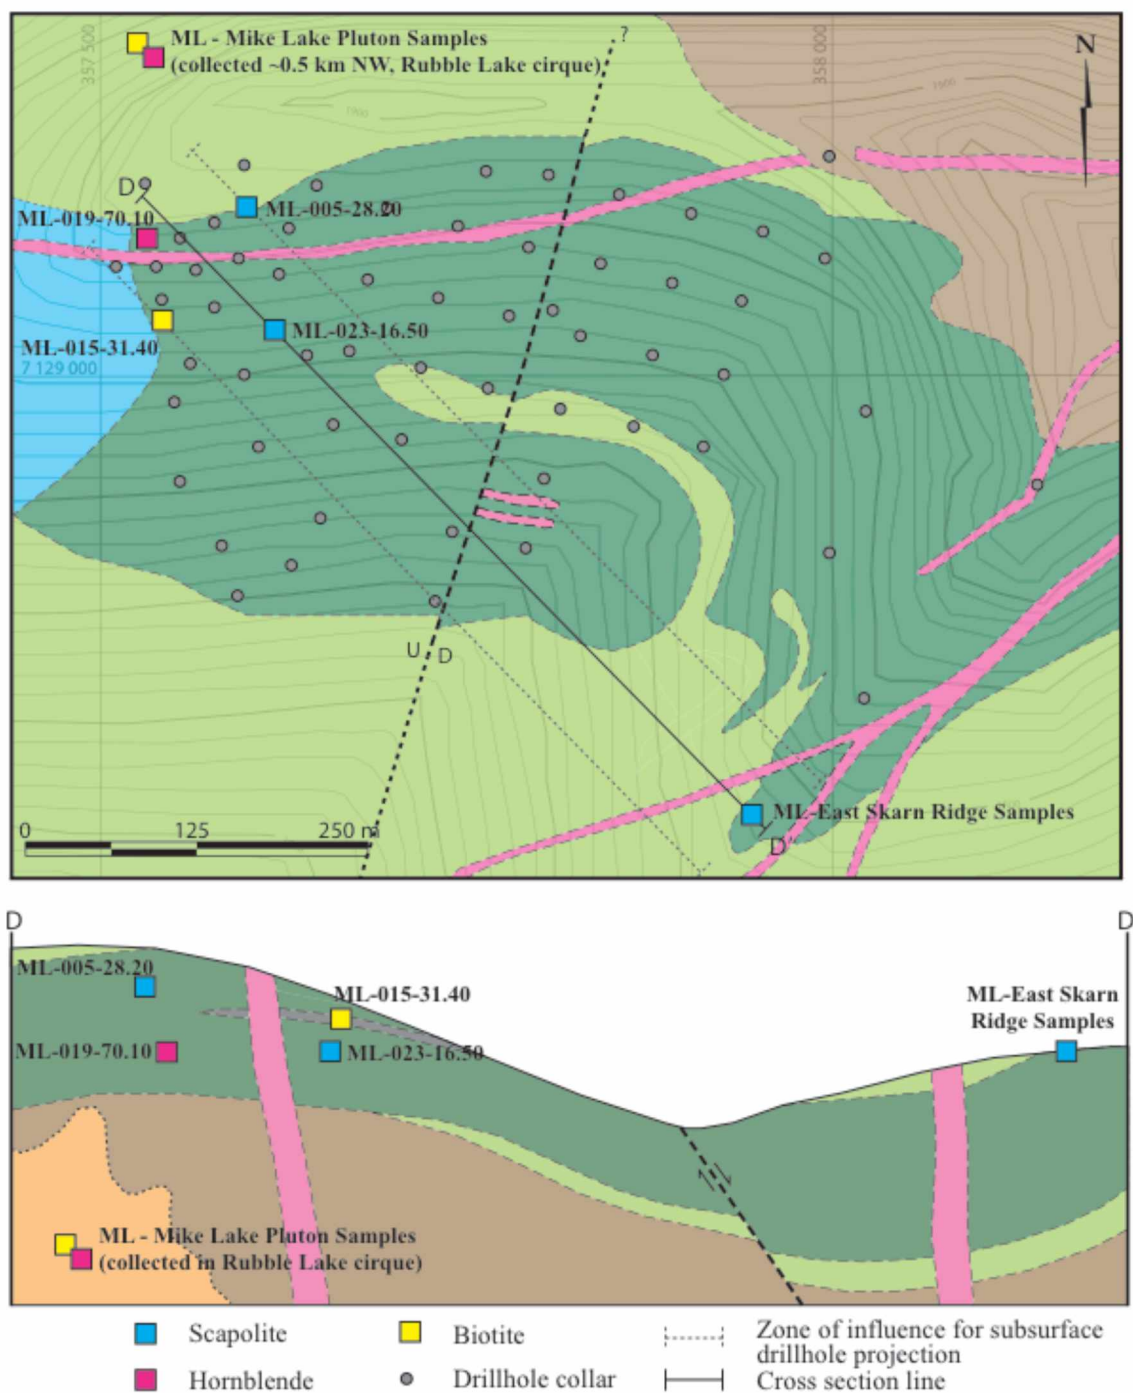 ML - Mike Lake Pluton Samples
(collected ~0.5 km NW, Rubble Lake cirque)
?
357 500
358 000
N
1900
1900
D
ML-019-70.10
ML-005-28.20
ML-023-16.50
ML-015-31.40
7 129 000
U D
0 125 250 m
ML-East Skarn Ridge Samples
D'
D D
ML-005-28.20
ML-015-31.40
ML-East Skarn
Ridge Samples
ML-019-70.10
ML-023-16.50
ML - Mike Lake Pluton Samples
(collected in Rubble Lake cirque)
Scapolite
Biotite
Zone of influence for subsurface
drillhole projection
Hornblende
Drillhole collar
Cross section line